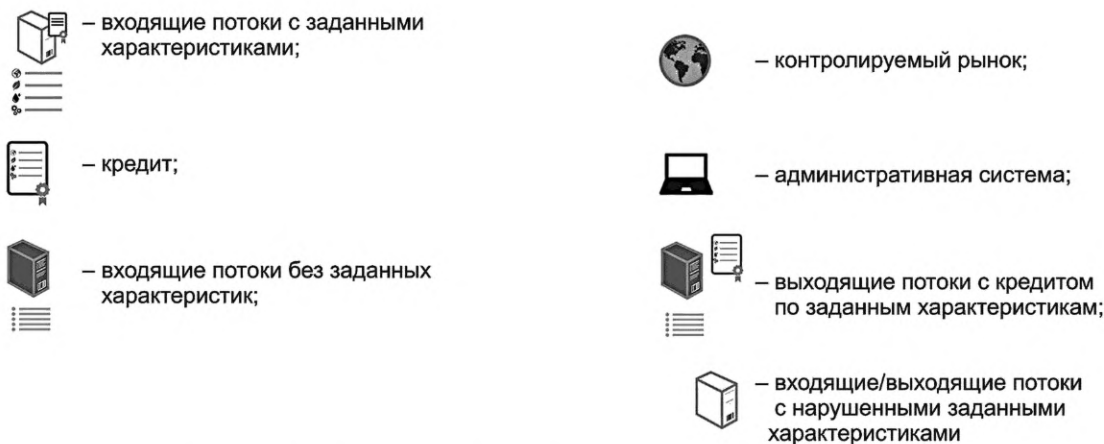 – входящие потоки с заданными
характеристиками;
– кредит;
– входящие потоки без заданных
характеристик;
– контролируемый рынок;
– административная система;
– выходящие потоки с кредитом
по заданным характеристикам;
– входящие/выходящие потоки
с нарушенными заданными
характеристиками